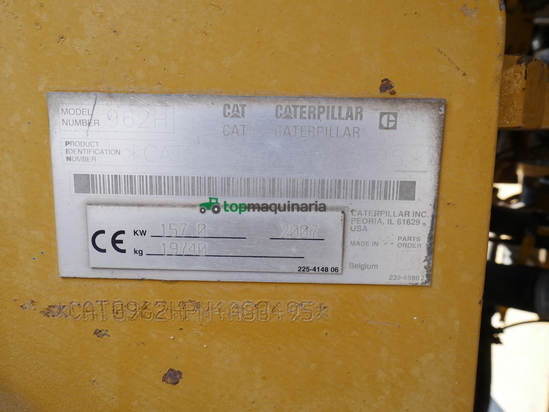 MODEL NUMBER 962H CAT CATERPILLAR
CAT CATERPILLAR
PRODUCT IDENTIFICATION NUMBER *CA
topmaquinaria
CE KW 157.0 2007
kg 19740
CATERPILLAR INC.
PEORIA, IL 61629
USA
MADE IN PARTS ORDER
225-4148 06 Belgium